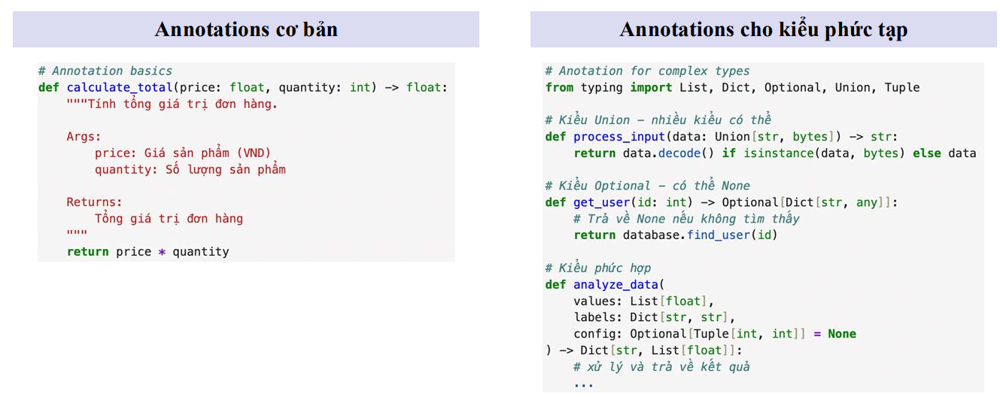 Annotations cơ bản
# Annotation basics
def calculate_total(price: float, quantity: int) -> float:
    """Tính tổng giá trị đơn hàng.

    Args:
        price: Giá sản phẩm (VND)
        quantity: Số lượng sản phẩm

    Returns:
        Tổng giá trị đơn hàng
    """
    return price * quantity
Annotations cho kiểu phức tạp
# Anotation for complex types
from typing import List, Dict, Optional, Union, Tuple

# Kiểu Union – nhiều kiểu có thể
def process_input(data: Union[str, bytes]) -> str:
    return data.decode() if isinstance(data, bytes) else data

# Kiểu Optional – có thể None
def get_user(id: int) -> Optional[Dict[str, any]]:
    # Trả về None nếu không tìm thấy
    return database.find_user(id)

# Kiểu phức hợp
def analyze_data(
    values: List[float],
    labels: Dict[str, str],
    config: Optional[Tuple[int, int]] = None
) -> Dict[str, List[float]]:
    # xử lý và trả về kết quả
    ...